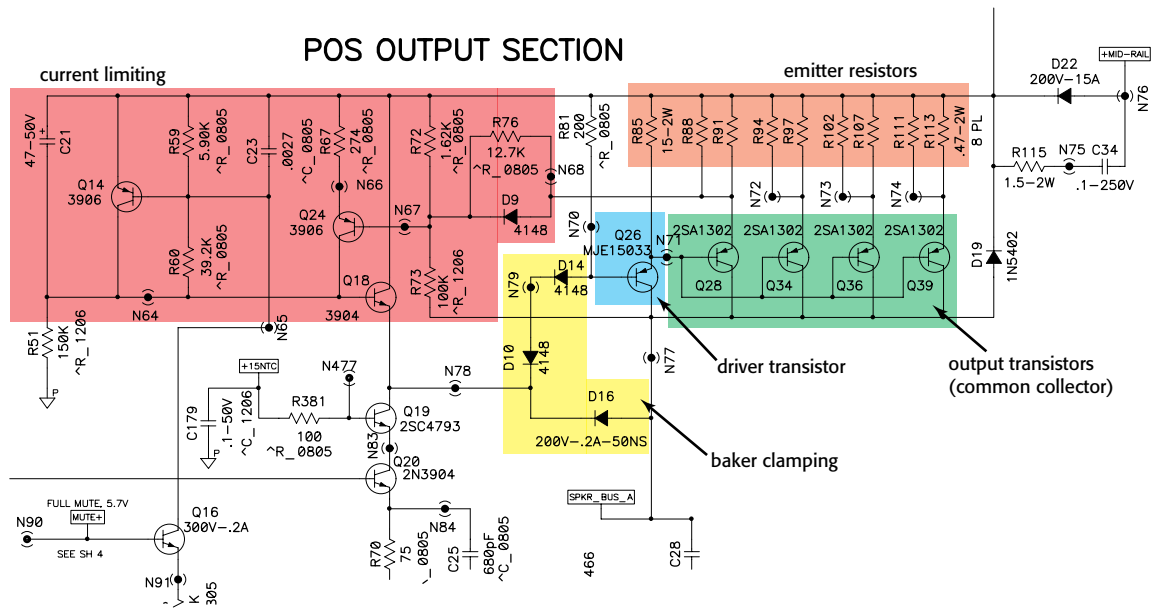 POS OUTPUT SECTION
current limiting
emitter resistors
+MID-RAIL
D22
200V-15A
N76
C21
47-50V
R59
5.90K
^R_0805
C23
.0027
^C_0805
R67
274
^R_0805
R72
1.62K
^R_0805
R76
12.7K
^R_0805
R81
200
^R_0805
R85
15-2W
R88
R91
R94
R97
R102
R107
R111
R113
.47-2W
8 PL
R115
1.5-2W
N75
C34
.1-250V
Q14
3906
N66
N68
Q24
3906
N67
D9
4148
N70
Q26
MJE15033
N71
N72
N73
N74
2SA1302
2SA1302
2SA1302
2SA1302
Q28
Q34
Q36
Q39
D19
1N5402
R60
39.2K
^R_0805
Q18
3904
R73
100K
^R_1206
N79
D14
4148
N64
N65
R51
150K
^R_1206
P
D10
4148
N77
driver transistor
output transistors
(common collector)
+15NTC
N477
N78
D16
200V-.2A-50NS
baker clamping
C179
.1-50V
^C_1206
P
R381
100
^R_0805
Q19
2SC4793
N83
Q20
2N3904
SPKR_BUS_A
FULL MUTE, 5.7V
MUTE+
N90
SEE SH 4
Q16
300V-.2A
N84
R70
75
_0805
C25
680pF
^C_0805
466
C28
N91
K
805